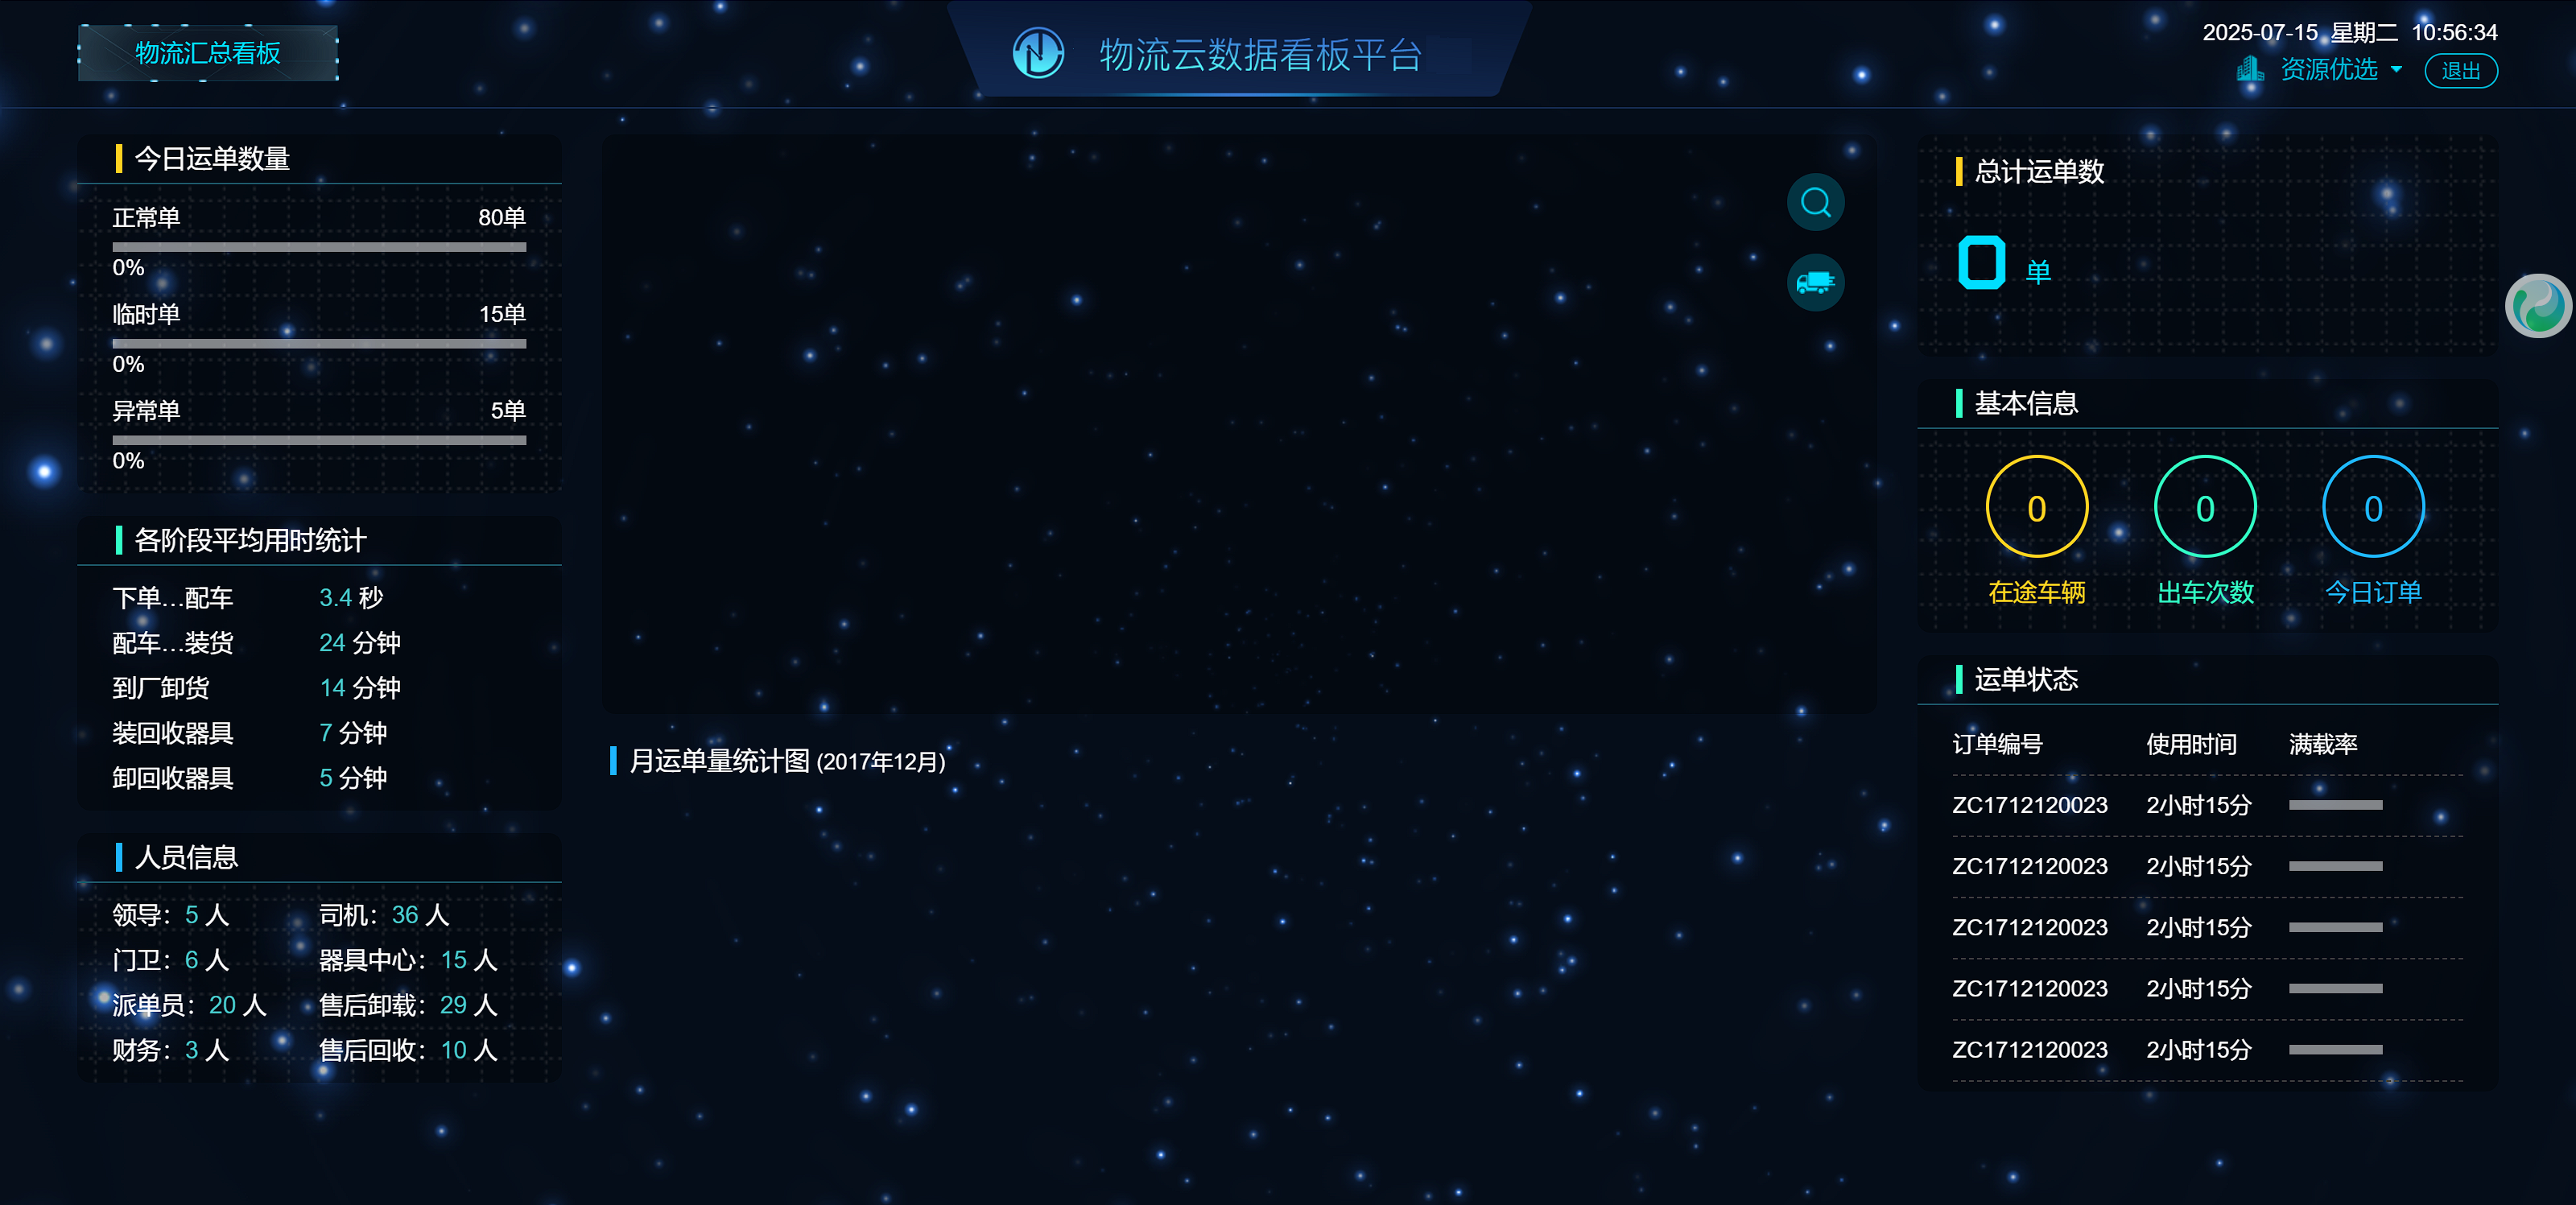 物流汇总看板
物流云数据看板平台
2025-07-15 星期二 10:56:34
资源优选
退出
今日运单数量
正常单 80单
0%
临时单 15单
0%
异常单 5单
0%
各阶段平均用时统计
下单...配车 3.4 秒
配车...装货 24 分钟
到厂卸货 14 分钟
装回收器具 7 分钟
卸回收器具 5 分钟
人员信息
领导：5 人 司机：36 人
门卫：6 人 器具中心：15 人
派单员：20 人 售后卸载：29 人
财务：3 人 售后回收：10 人
月运单量统计图 (2017年12月)
总计运单数
0 单
基本信息
0 0 0
在途车辆 出车次数 今日订单
运单状态
订单编号 使用时间 满载率
ZC1712120023 2小时15分
ZC1712120023 2小时15分
ZC1712120023 2小时15分
ZC1712120023 2小时15分
ZC1712120023 2小时15分